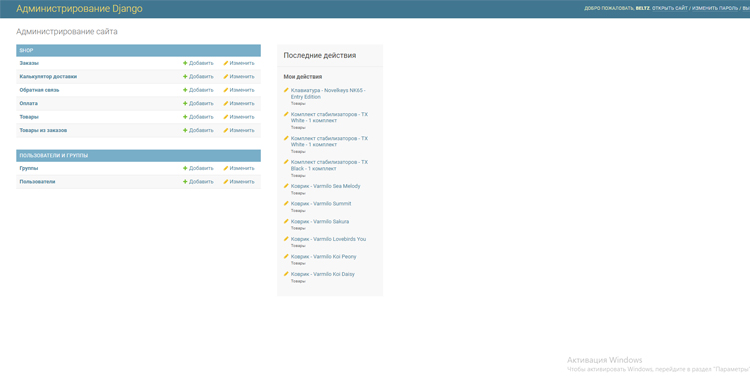 Администрирование Django
ДОБРО ПОЖАЛОВАТЬ, BELTZ. ОТКРЫТЬ САЙТ / ИЗМЕНИТЬ ПАРОЛЬ /
Администрирование сайта
SHOP
Заказы Добавить Изменить
Калькулятор доставки Добавить Изменить
Обратная связь Добавить Изменить
Оплата Добавить Изменить
Товары Добавить Изменить
Товары из заказов Добавить Изменить
ПОЛЬЗОВАТЕЛИ И ГРУППЫ
Группы Добавить Изменить
Пользователи Добавить Изменить
Последние действия
Мои действия
Клавиатура - Novelkeys NK65 -
Entry Edition
Товары
Комплект стабилизаторов - TX
White - 1 комплект
Товары
Комплект стабилизаторов - TX
White - 1 комплект
Товары
Комплект стабилизаторов - TX
Black - 1 комплект
Товары
Коврик - Varmilo Sea Melody
Товары
Коврик - Varmilo Summit
Товары
Коврик - Varmilo Sakura
Товары
Коврик - Varmilo Lovebirds You
Товары
Коврик - Varmilo Koi Peony
Товары
Коврик - Varmilo Koi Daisy
Товары
Активация Windows
Чтобы активировать Windows, перейдите в раздел "Параметры"